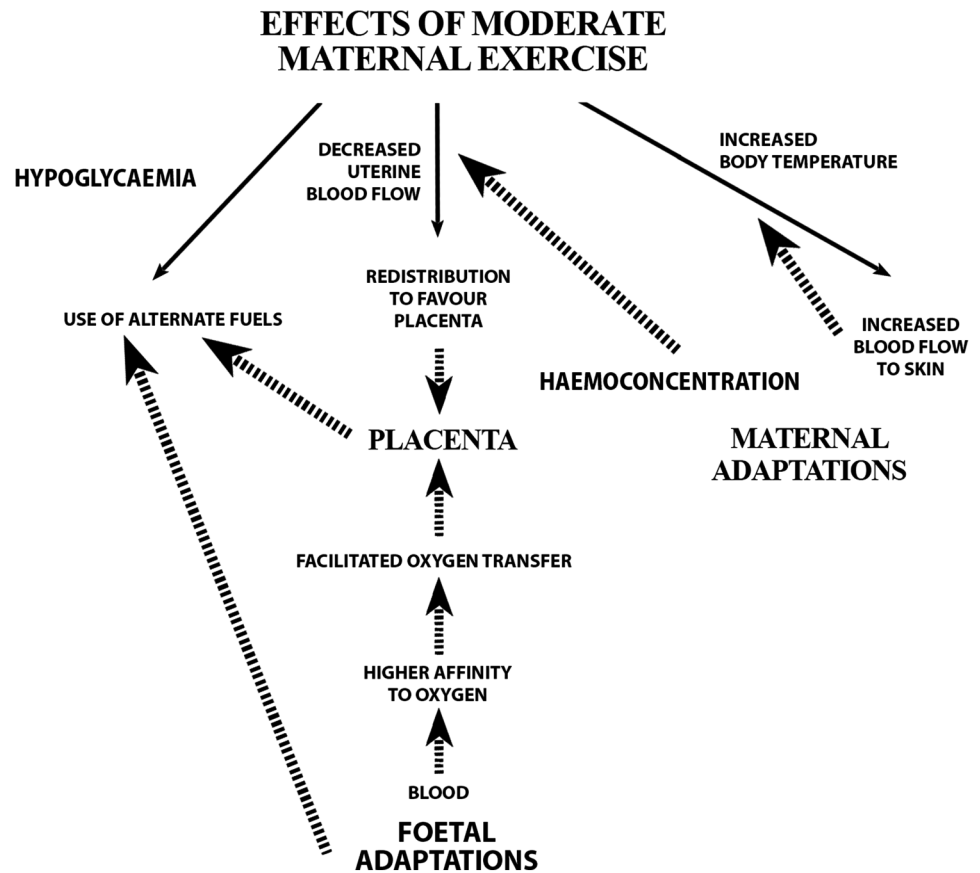 EFFECTS OF MODERATE
MATERNAL EXERCISE
HYPOGLYCAEMIA
DECREASED
UTERINE
BLOOD FLOW
INCREASED
BODY TEMPERATURE
USE OF ALTERNATE FUELS
REDISTRIBUTION
TO FAVOUR
PLACENTA
HAEMOCONCENTRATION
INCREASED
BLOOD FLOW
TO SKIN
PLACENTA
MATERNAL
ADAPTATIONS
FACILITATED OXYGEN TRANSFER
HIGHER AFFINITY
TO OXYGEN
BLOOD
FOETAL
ADAPTATIONS